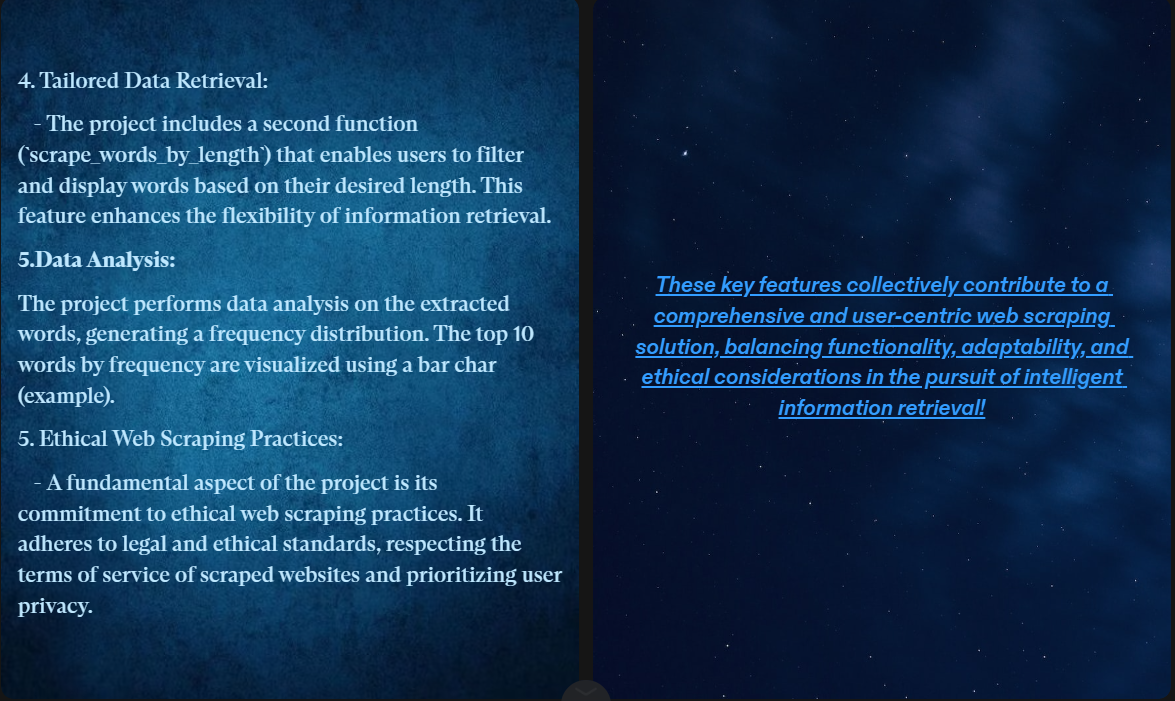 4. Tailored Data Retrieval:
- The project includes a second function
(`scrape_words_by_length`) that enables users to filter
and display words based on their desired length. This
feature enhances the flexibility of information retrieval.
5.Data Analysis:
The project performs data analysis on the extracted
words, generating a frequency distribution. The top 10
words by frequency are visualized using a bar char
(example).
5. Ethical Web Scraping Practices:
- A fundamental aspect of the project is its
commitment to ethical web scraping practices. It
adheres to legal and ethical standards, respecting the
terms of service of scraped websites and prioritizing user
privacy.
These key features collectively contribute to a
comprehensive and user-centric web scraping
solution, balancing functionality, adaptability, and
ethical considerations in the pursuit of intelligent
information retrieval!